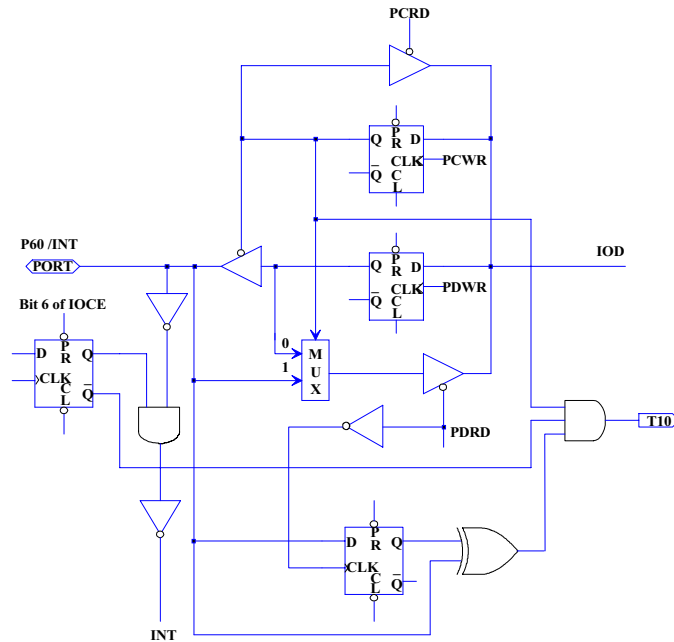 PCRD
P
R
Q
D
CLK
PCWR
Q̅
C
L
P60 /INT
PORT
P
R
Q
D
IOD
CLK
PDWR
Q̅
C
L
Bit 6 of IOCE
0
1
M
U
X
D
P
R
Q
CLK
Q̅
C
L
PDRD
T10
D
P
R
Q
CLK
Q̅
C
L
INT